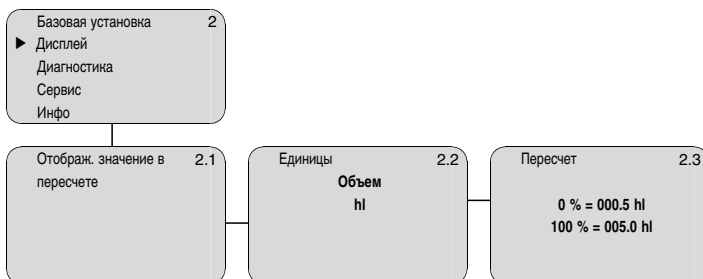 Базовая установка 2
▶ Дисплей
Диагностика
Сервис
Инфо
Отображ. значение в 2.1
пересчете
Единицы 2.2
Объем
hl
Пересчет 2.3
0 % = 000.5 hl
100 % = 005.0 hl